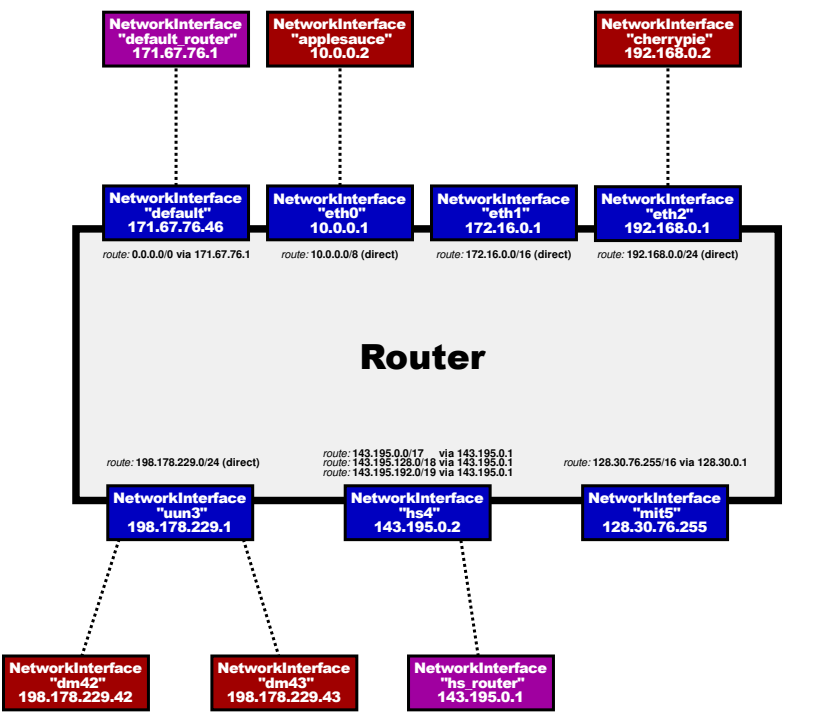 NetworkInterface
"default_router"
171.67.76.1
NetworkInterface
"applesauce"
10.0.0.2
NetworkInterface
"cherrypie"
192.168.0.2
NetworkInterface
"default"
171.67.76.46
NetworkInterface
"eth0"
10.0.0.1
NetworkInterface
"eth1"
172.16.0.1
NetworkInterface
"eth2"
192.168.0.1
route: 0.0.0.0/0 via 171.67.76.1
route: 10.0.0.0/8 (direct)
route: 172.16.0.0/16 (direct)
route: 192.168.0.0/24 (direct)
Router
route: 198.178.229.0/24 (direct)
route: 143.195.0.0/17 via 143.195.0.1
route: 143.195.128.0/18 via 143.195.0.1
route: 143.195.192.0/19 via 143.195.0.1
route: 128.30.76.255/16 via 128.30.0.1
NetworkInterface
"uun3"
198.178.229.1
NetworkInterface
"hs4"
143.195.0.2
NetworkInterface
"mit5"
128.30.76.255
NetworkInterface
"dm42"
198.178.229.42
NetworkInterface
"dm43"
198.178.229.43
NetworkInterface
"hs_router"
143.195.0.1